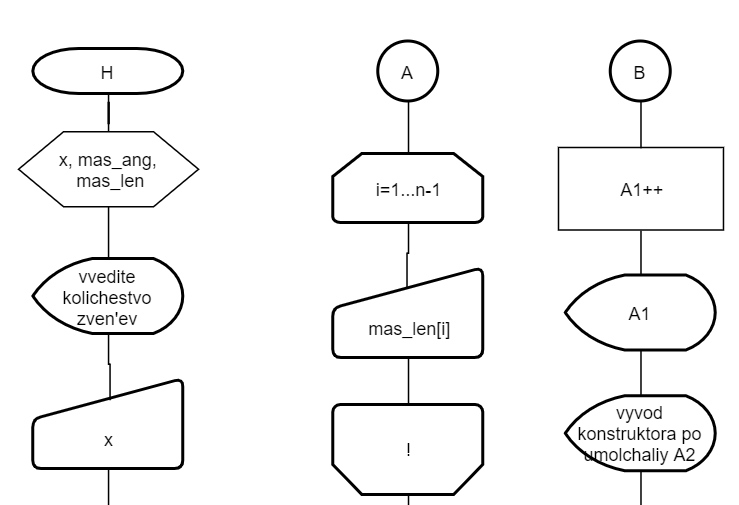 H
x, mas_ang,
mas_len
vvedite
kolichestvo
zven'ev
x
A
i=1...n-1
mas_len[i]
!
B
A1++
A1
vyvod
konstruktora po
umolchaliy A2